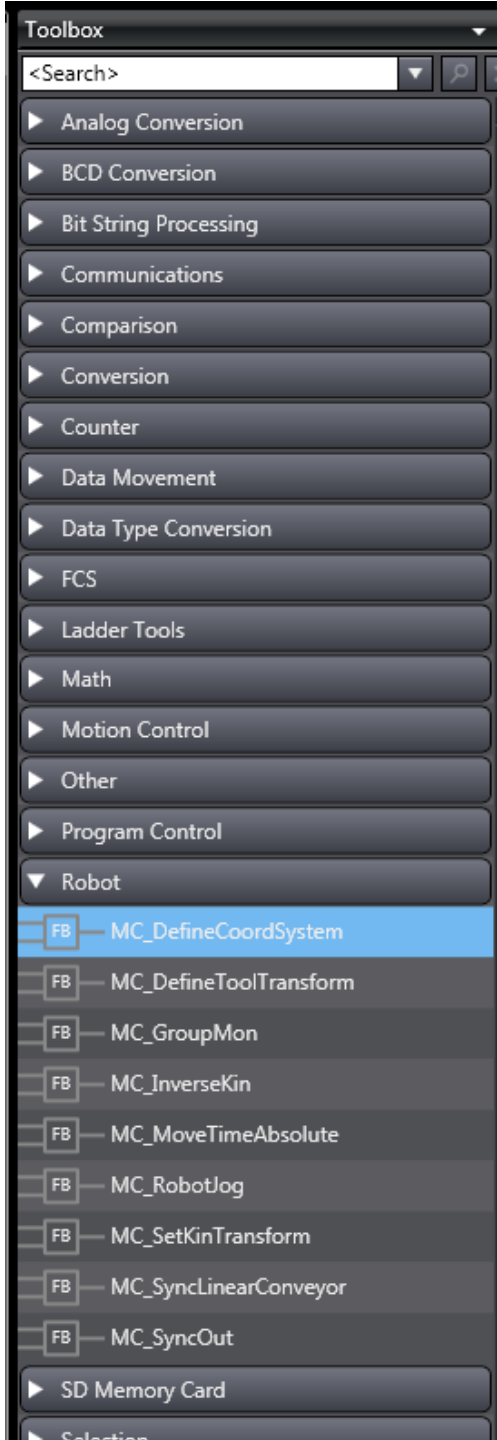 Toolbox
<Search>
Analog Conversion
BCD Conversion
Bit String Processing
Communications
Comparison
Conversion
Counter
Data Movement
Data Type Conversion
FCS
Ladder Tools
Math
Motion Control
Other
Program Control
Robot
FB MC_DefineCoordSystem
FB MC_DefineToolTransform
FB MC_GroupMon
FB MC_InverseKin
FB MC_MoveTimeAbsolute
FB MC_RobotJog
FB MC_SetKinTransform
FB MC_SyncLinearConveyor
FB MC_SyncOut
SD Memory Card
Selection